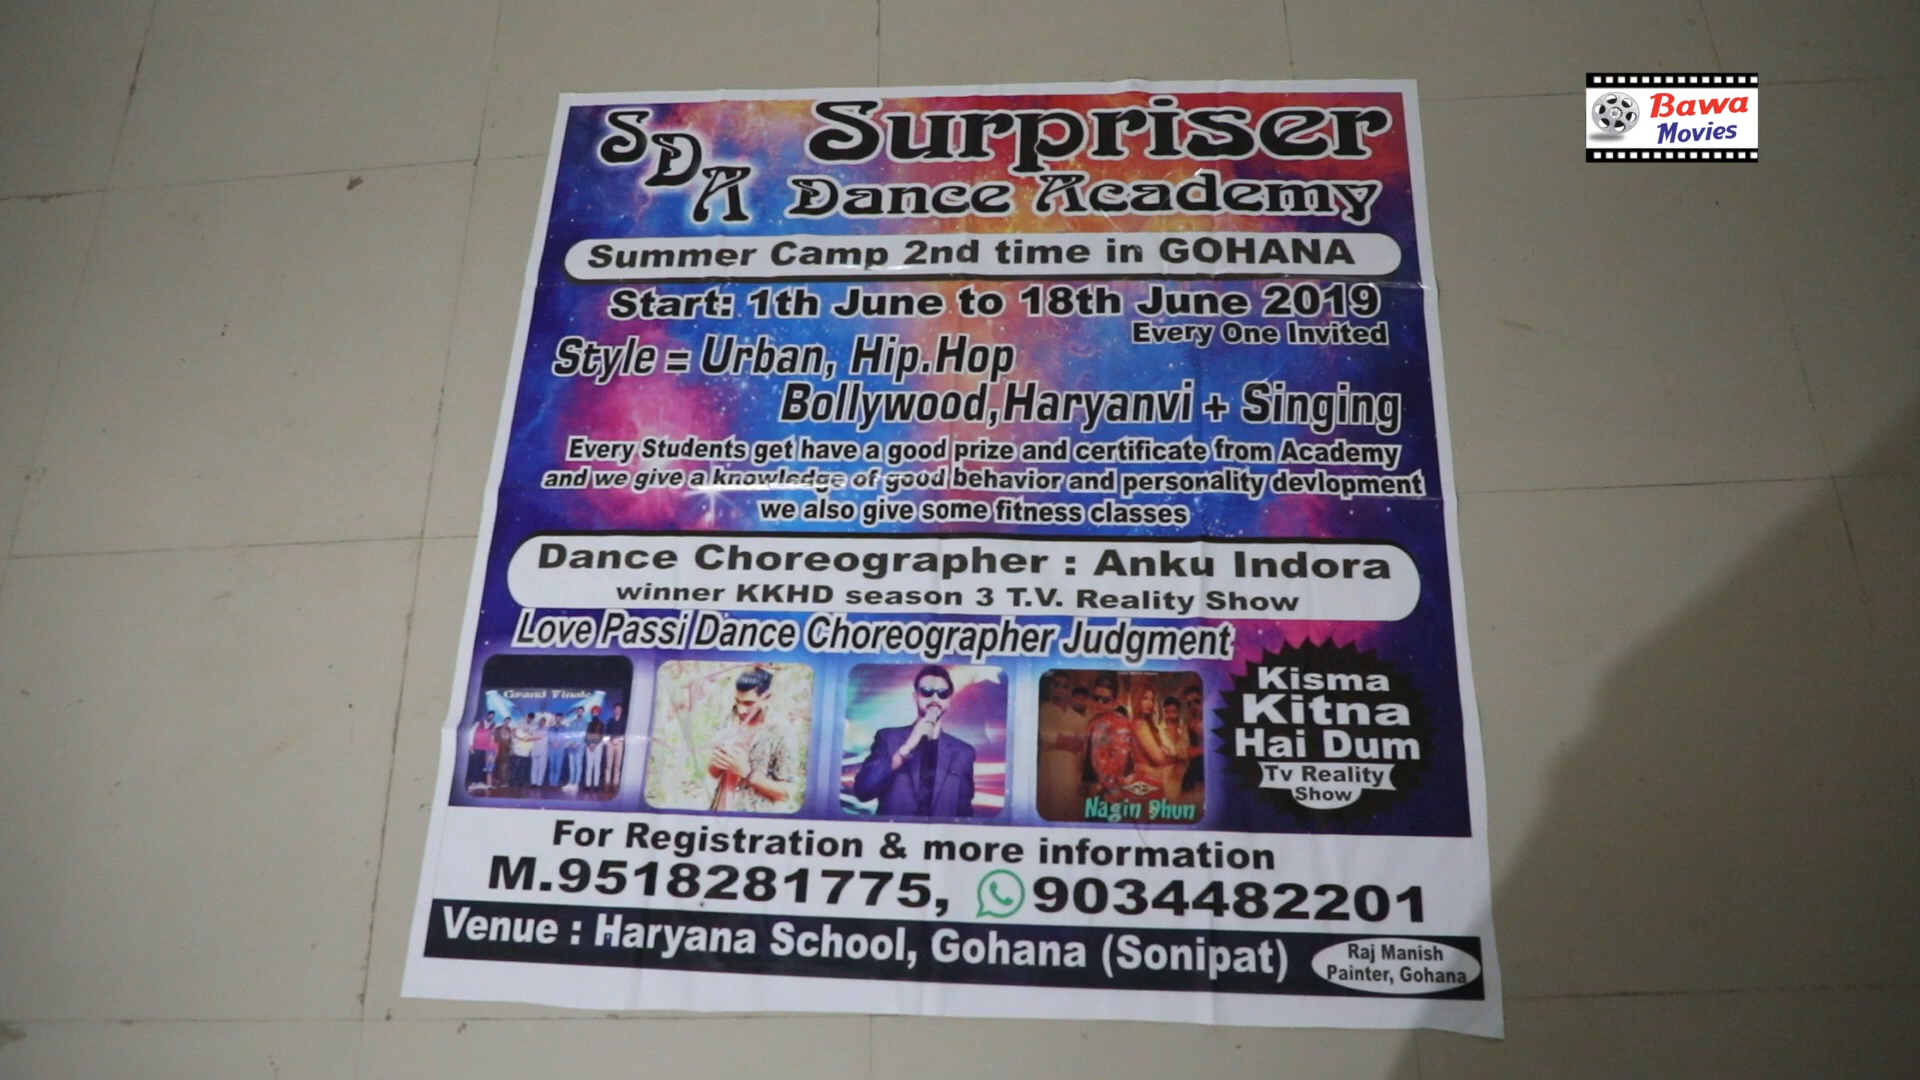 Bawa
Movies
SDA Surpriser
Dance Academy
Summer Camp 2nd time in GOHANA
Start: 1th June to 18th June 2019
Every One Invited
Style = Urban, Hip.Hop
Bollywood,Haryanvi + Singing
Every Students get have a good prize and certificate from Academy
and we give a knowledge of good behavior and personality devlopment
we also give some fitness classes
Dance Choreographer : Anku Indora
winner KKHD season 3 T.V. Reality Show
Love Passi Dance Choreographer Judgment
Grand Finale
Nagin Dhun
Kisma
Kitna
Hai Dum
Tv Reality
Show
For Registration & more information
M.9518281775, 9034482201
Venue : Haryana School, Gohana (Sonipat)
Raj Manish
Painter, Gohana